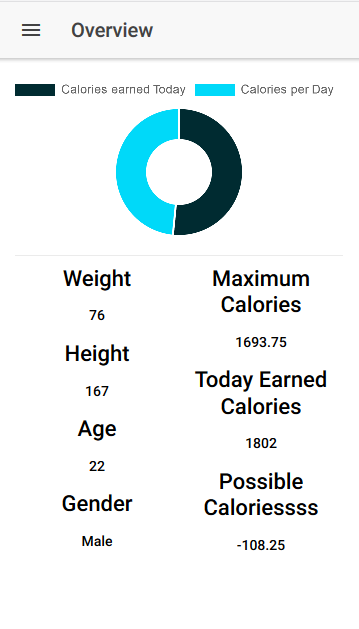 Overview
Calories earned Today
Calories per Day
Weight
76
Height
167
Age
22
Gender
Male
Maximum
Calories
1693.75
Today Earned
Calories
1802
Possible
Caloriessss
-108.25